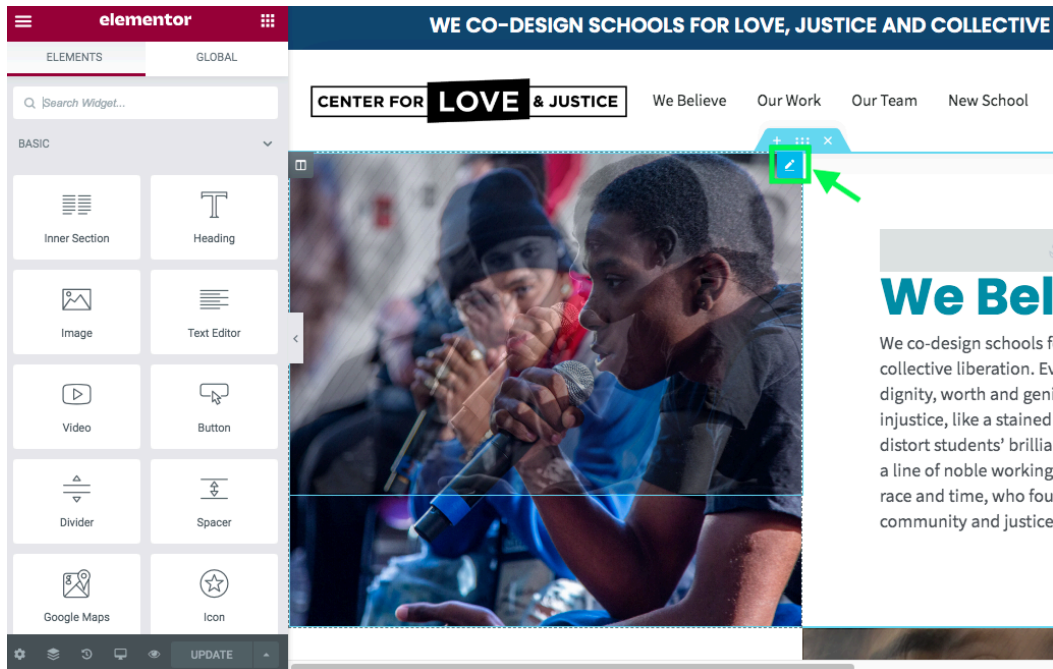 elementor
ELEMENTS
GLOBAL
Search Widget...
BASIC
Inner Section
Heading
Image
Text Editor
Video
Button
Divider
Spacer
Google Maps
Icon
UPDATE
WE CO-DESIGN SCHOOLS FOR LOVE, JUSTICE AND COLLECTIVE
CENTER FOR LOVE & JUSTICE
We Believe
Our Work
Our Team
New School
We Bel
We co-design schools f
collective liberation. Ev
dignity, worth and geni
injustice, like a stained
distort students’ brillia
a line of noble working
race and time, who fou
community and justice